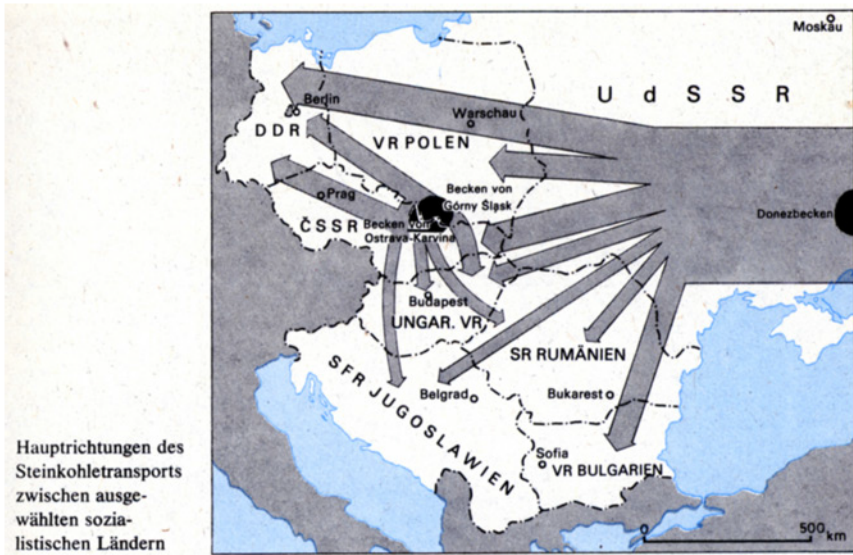 Moskau
U d S S R
Berlin
DDR
Warschau
VR POLEN
Becken von
Górny Śląsk
Donezbecken
Prag
ČSSR
Becken von
Ostrava-Karvina
Budapest
UNGAR. VR
SR RUMÄNIEN
SFR JUGOSLAWIEN
Belgrad
Bukarest
Sofia
VR BULGARIEN
0 500
km
Hauptrichtungen des
Steinkohletransports
zwischen ausge-
wählten sozia-
listischen Ländern